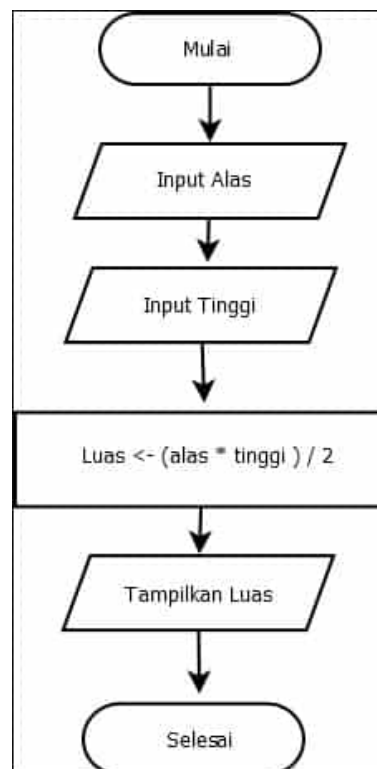 Mulai
Input Alas
Input Tinggi
Luas <- (alas * tinggi ) / 2
Tampilkan Luas
Selesai